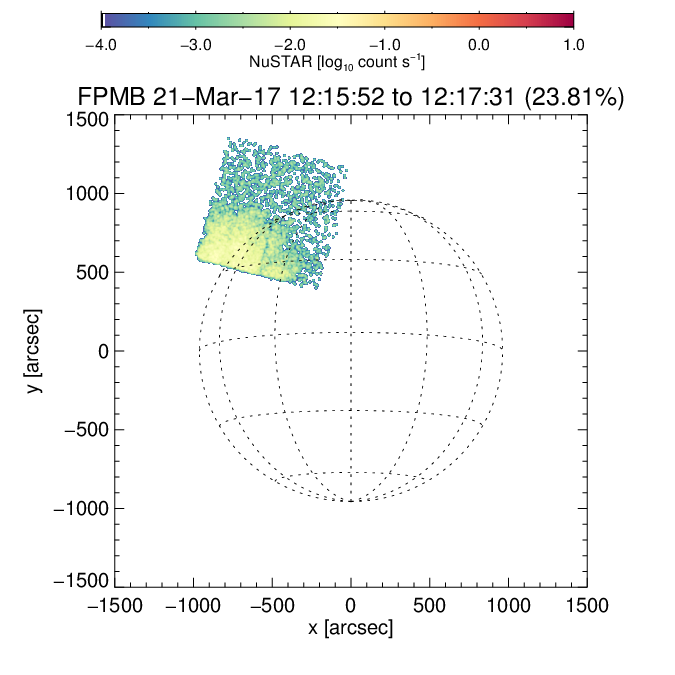 −4.0 −3.0 −2.0 −1.0 0.0 1.0
NuSTAR [log₁₀ count s⁻¹]
FPMB 21−Mar−17 12:15:52 to 12:17:31 (23.81%)
1500
1000
500
0
−500
−1000
−1500
y [arcsec]
−1500 −1000 −500 0 500 1000 1500
x [arcsec]